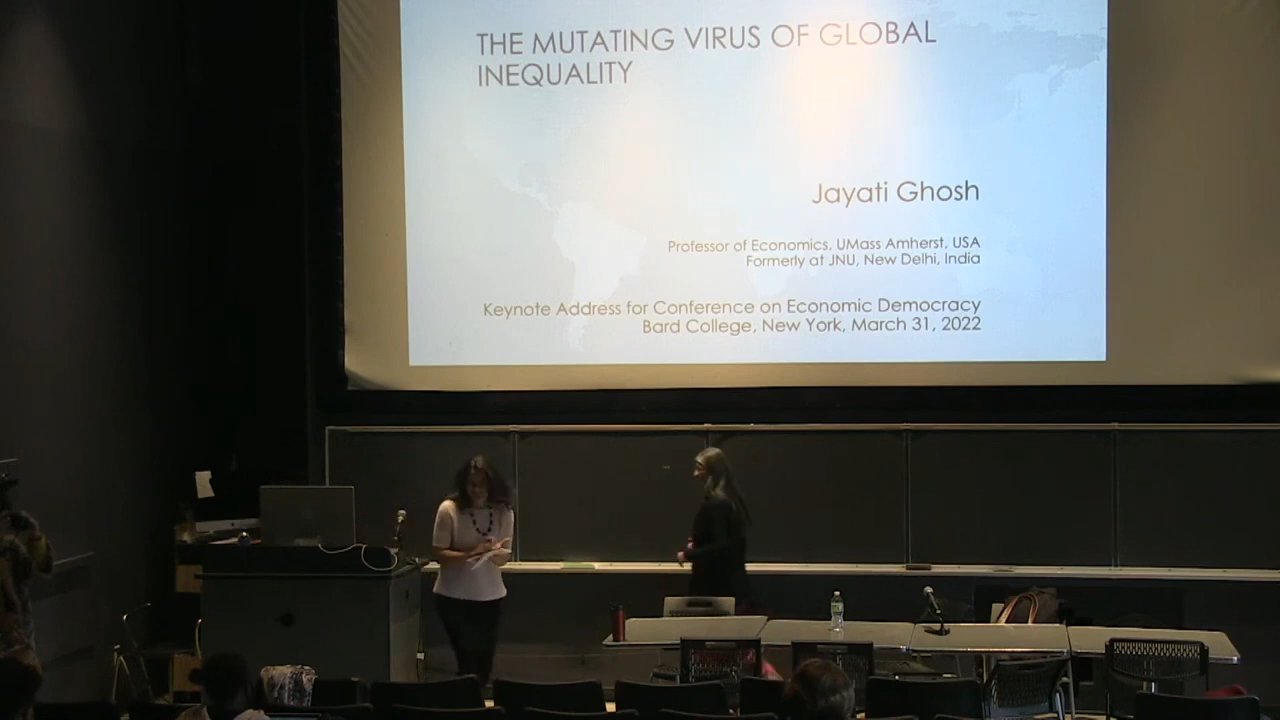 THE MUTATING VIRUS OF GLOBAL
INEQUALITY
Jayati Ghosh
Professor of Economics, UMass Amherst, USA
Formerly at JNU, New Delhi, India
Keynote Address for Conference on Economic Democracy
Bard College, New York, March 31, 2022